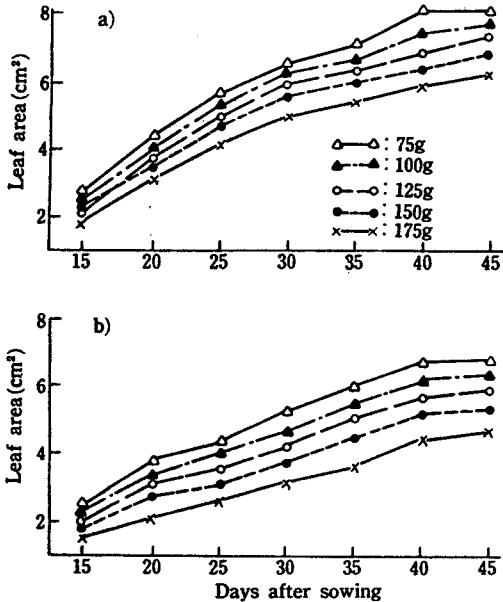 a)
Leaf area (cm²)
8
6
4
2
: 75g
: 100g
: 125g
: 150g
: 175g
15 20 25 30 35 40 45
b)
Leaf area (cm²)
8
6
4
2
15 20 25 30 35 40 45
Days after sowing